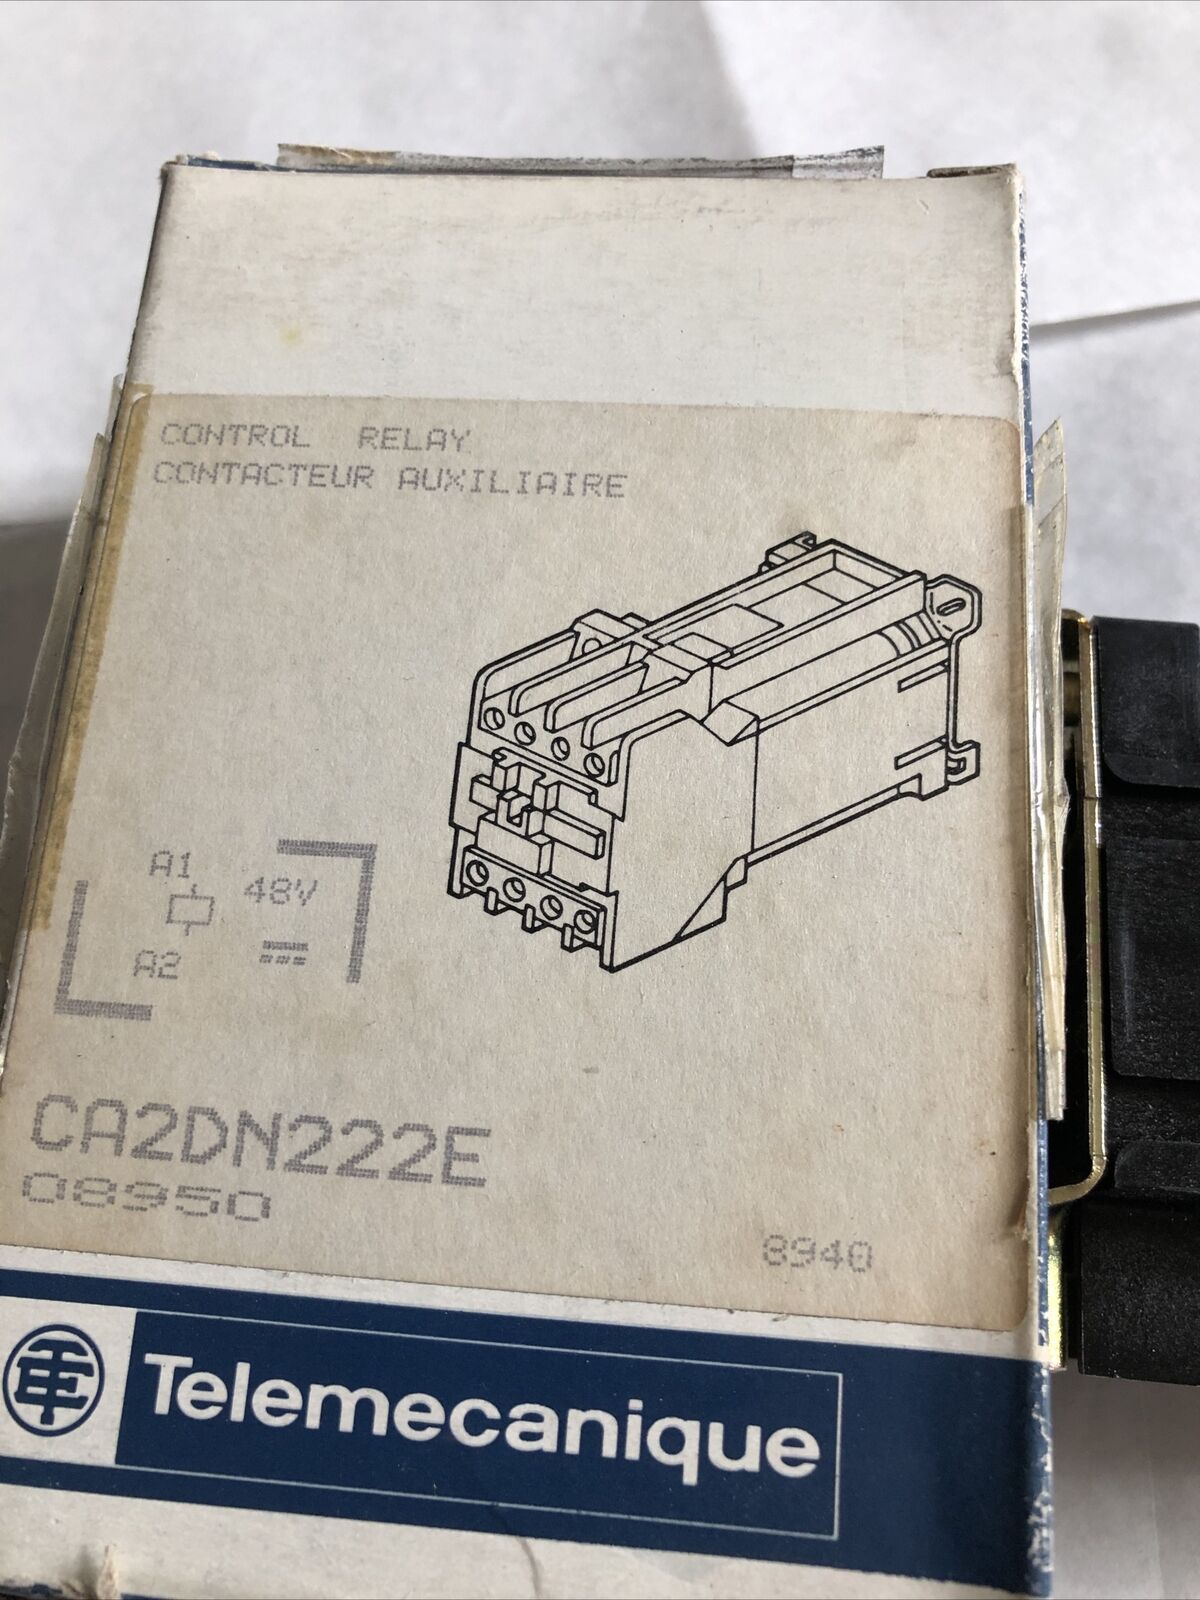 CONTROL RELAY
CONTACTEUR AUXILIAIRE
A1
48V
A2
CA2DN222E
08950
8940
Telemecanique